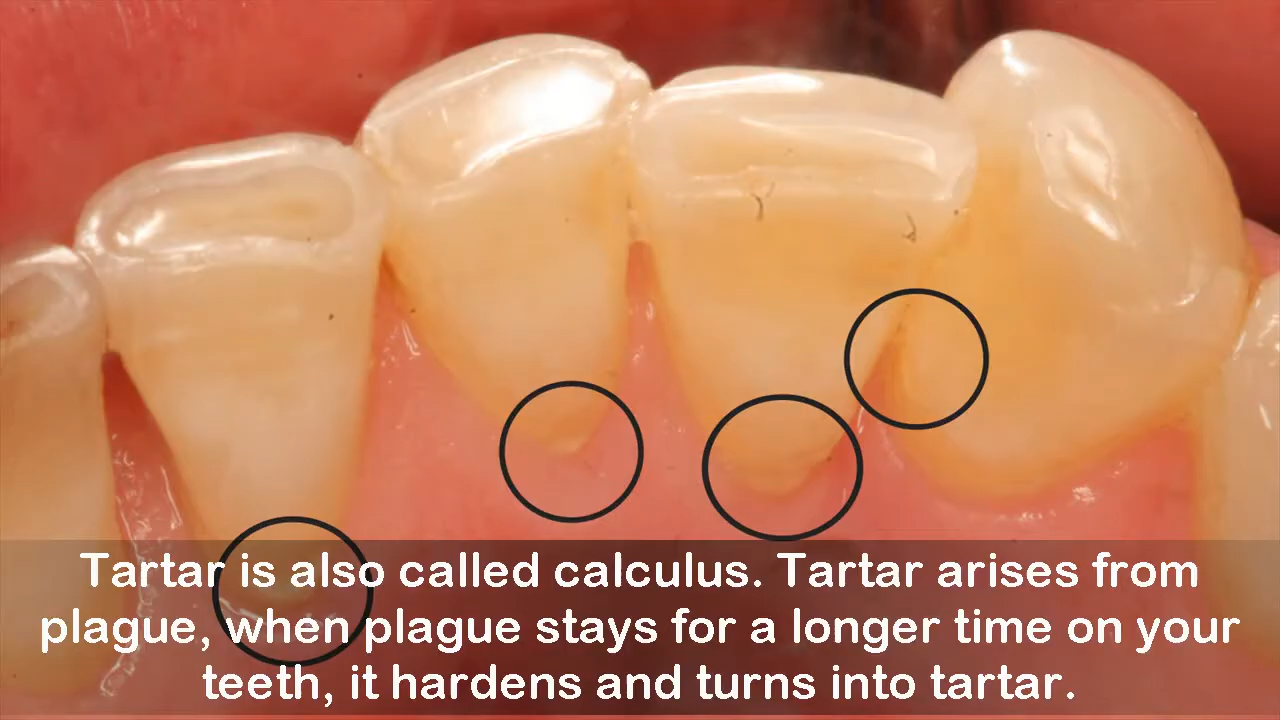 Tartar is also called calculus. Tartar arises from
plague, when plague stays for a longer time on your
teeth, it hardens and turns into tartar.